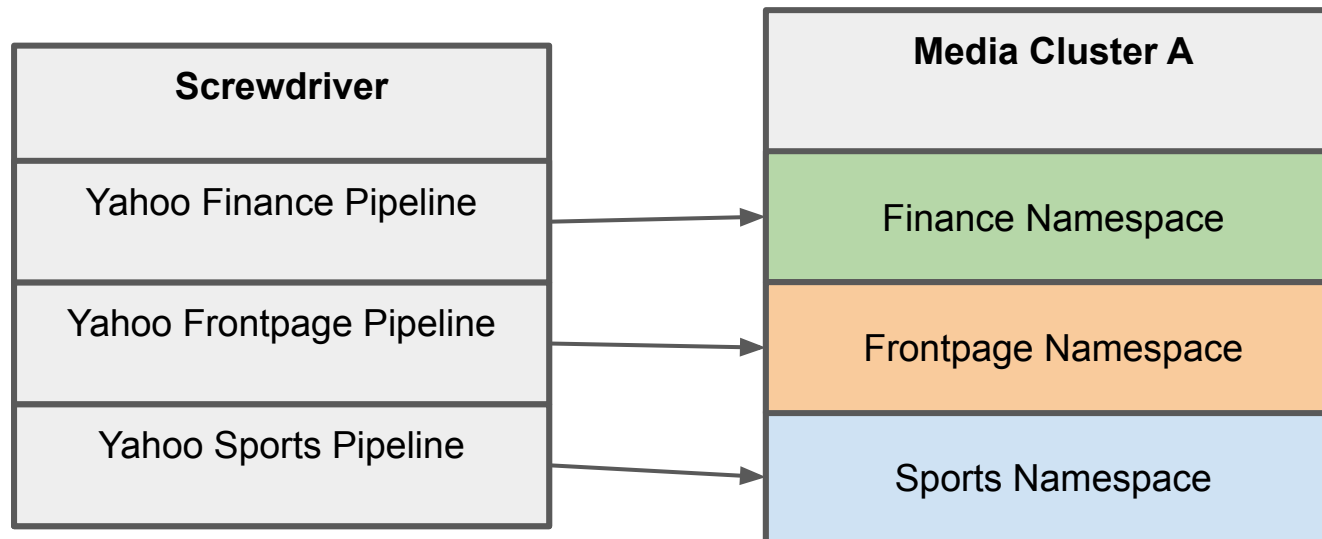 Screwdriver
Yahoo Finance Pipeline
Yahoo Frontpage Pipeline
Yahoo Sports Pipeline
Media Cluster A
Finance Namespace
Frontpage Namespace
Sports Namespace